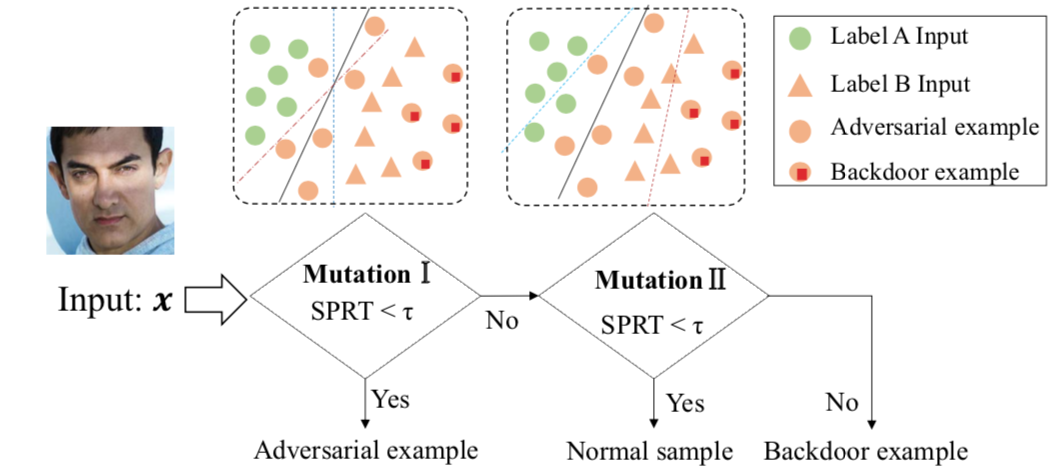 Label A Input
Label B Input
Adversarial example
Backdoor example
Input: x
Mutation Ⅰ
SPRT < τ
No
Mutation Ⅱ
SPRT < τ
Yes
Yes
No
Adversarial example
Normal sample
Backdoor example